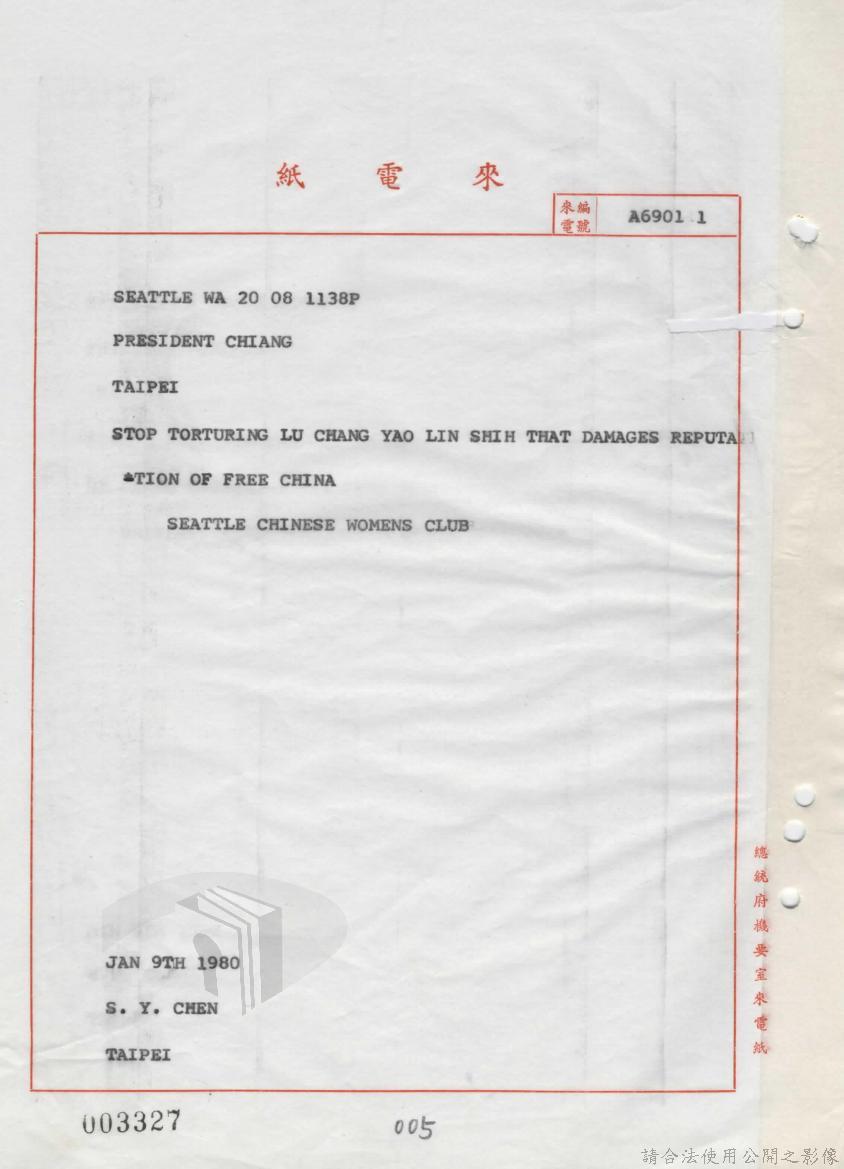 紙 電 來
來電 編號 A6901 1
SEATTLE WA 20 08 1138P
PRESIDENT CHIANG
TAIPEI
STOP TORTURING LU CHANG YAO LIN SHIH THAT DAMAGES REPUTA
TION OF FREE CHINA
SEATTLE CHINESE WOMENS CLUB
JAN 9TH 1980
S. Y. CHEN
TAIPEI
總統府機要室來電紙
003327
005
請合法使用公開之影像